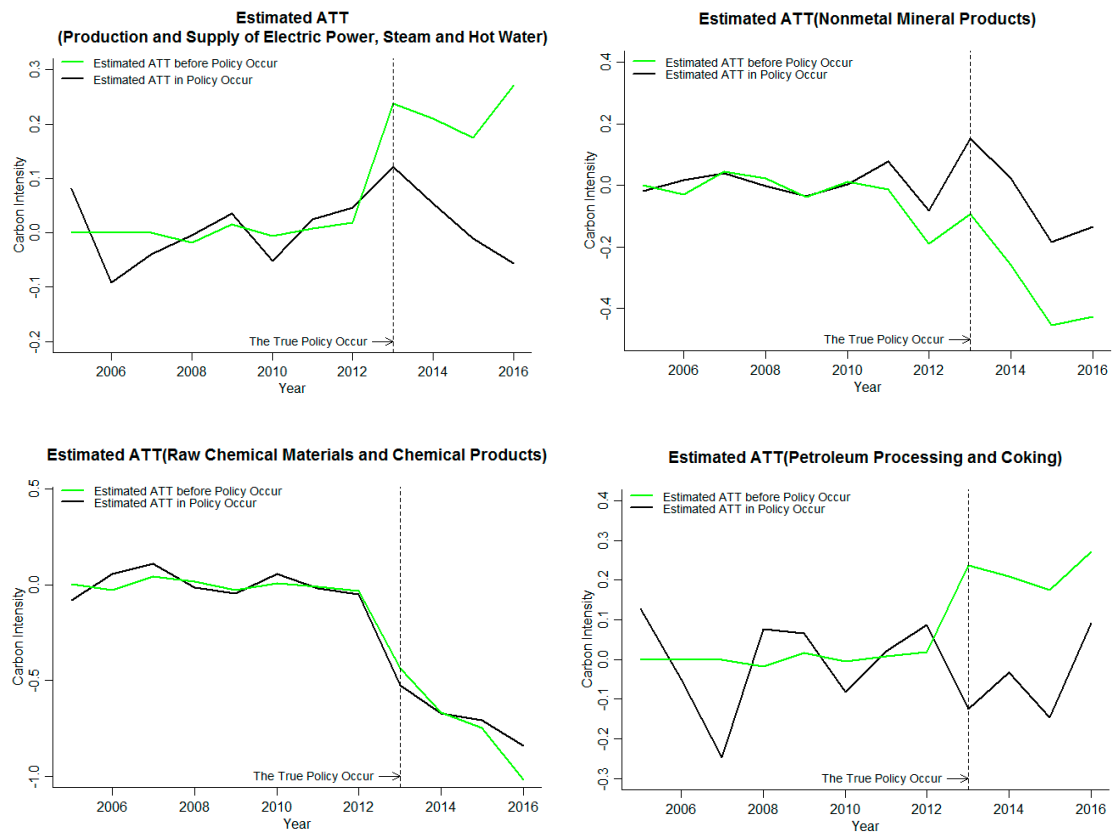 Estimated ATT
(Production and Supply of Electric Power, Steam and Hot Water)
Estimated ATT before Policy Occur
Estimated ATT in Policy Occur
Carbon Intensity
0.3
0.2
0.1
0.0
-0.1
-0.2
The True Policy Occur
2006 2008 2010 2012 2014 2016
Year
Estimated ATT(Nonmetal Mineral Products)
Estimated ATT before Policy Occur
Estimated ATT in Policy Occur
Carbon Intensity
0.4
0.2
0.0
-0.2
-0.4
The True Policy Occur
2006 2008 2010 2012 2014 2016
Year
Estimated ATT(Raw Chemical Materials and Chemical Products)
Estimated ATT before Policy Occur
Estimated ATT in Policy Occur
Carbon Intensity
0.5
0.0
-0.5
-1.0
The True Policy Occur
2006 2008 2010 2012 2014 2016
Year
Estimated ATT(Petroleum Processing and Coking)
Estimated ATT before Policy Occur
Estimated ATT in Policy Occur
Carbon Intensity
0.4
0.3
0.2
0.1
0.0
-0.1
-0.2
-0.3
The True Policy Occur
2006 2008 2010 2012 2014 2016
Year